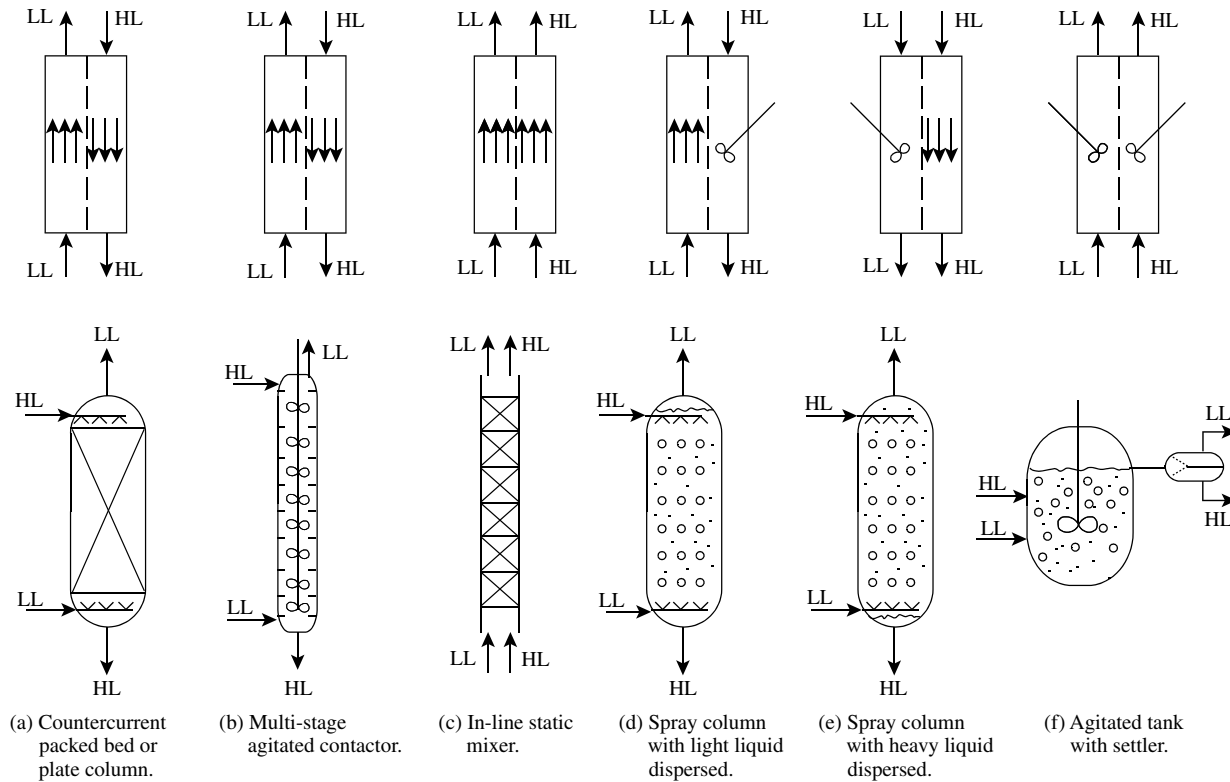 LL HL LL HL LL HL LL HL LL HL LL HL
LL HL LL HL LL HL LL HL LL HL LL HL
LL LL LL HL LL LL
HL HL HL HL LL
HL
LL LL LL LL LL HL
LL HL
HL HL HL HL
(a) Countercurrent
packed bed or
plate column.
(b) Multi-stage
agitated contactor.
(c) In-line static
mixer.
(d) Spray column
with light liquid
dispersed.
(e) Spray column
with heavy liquid
dispersed.
(f) Agitated tank
with settler.